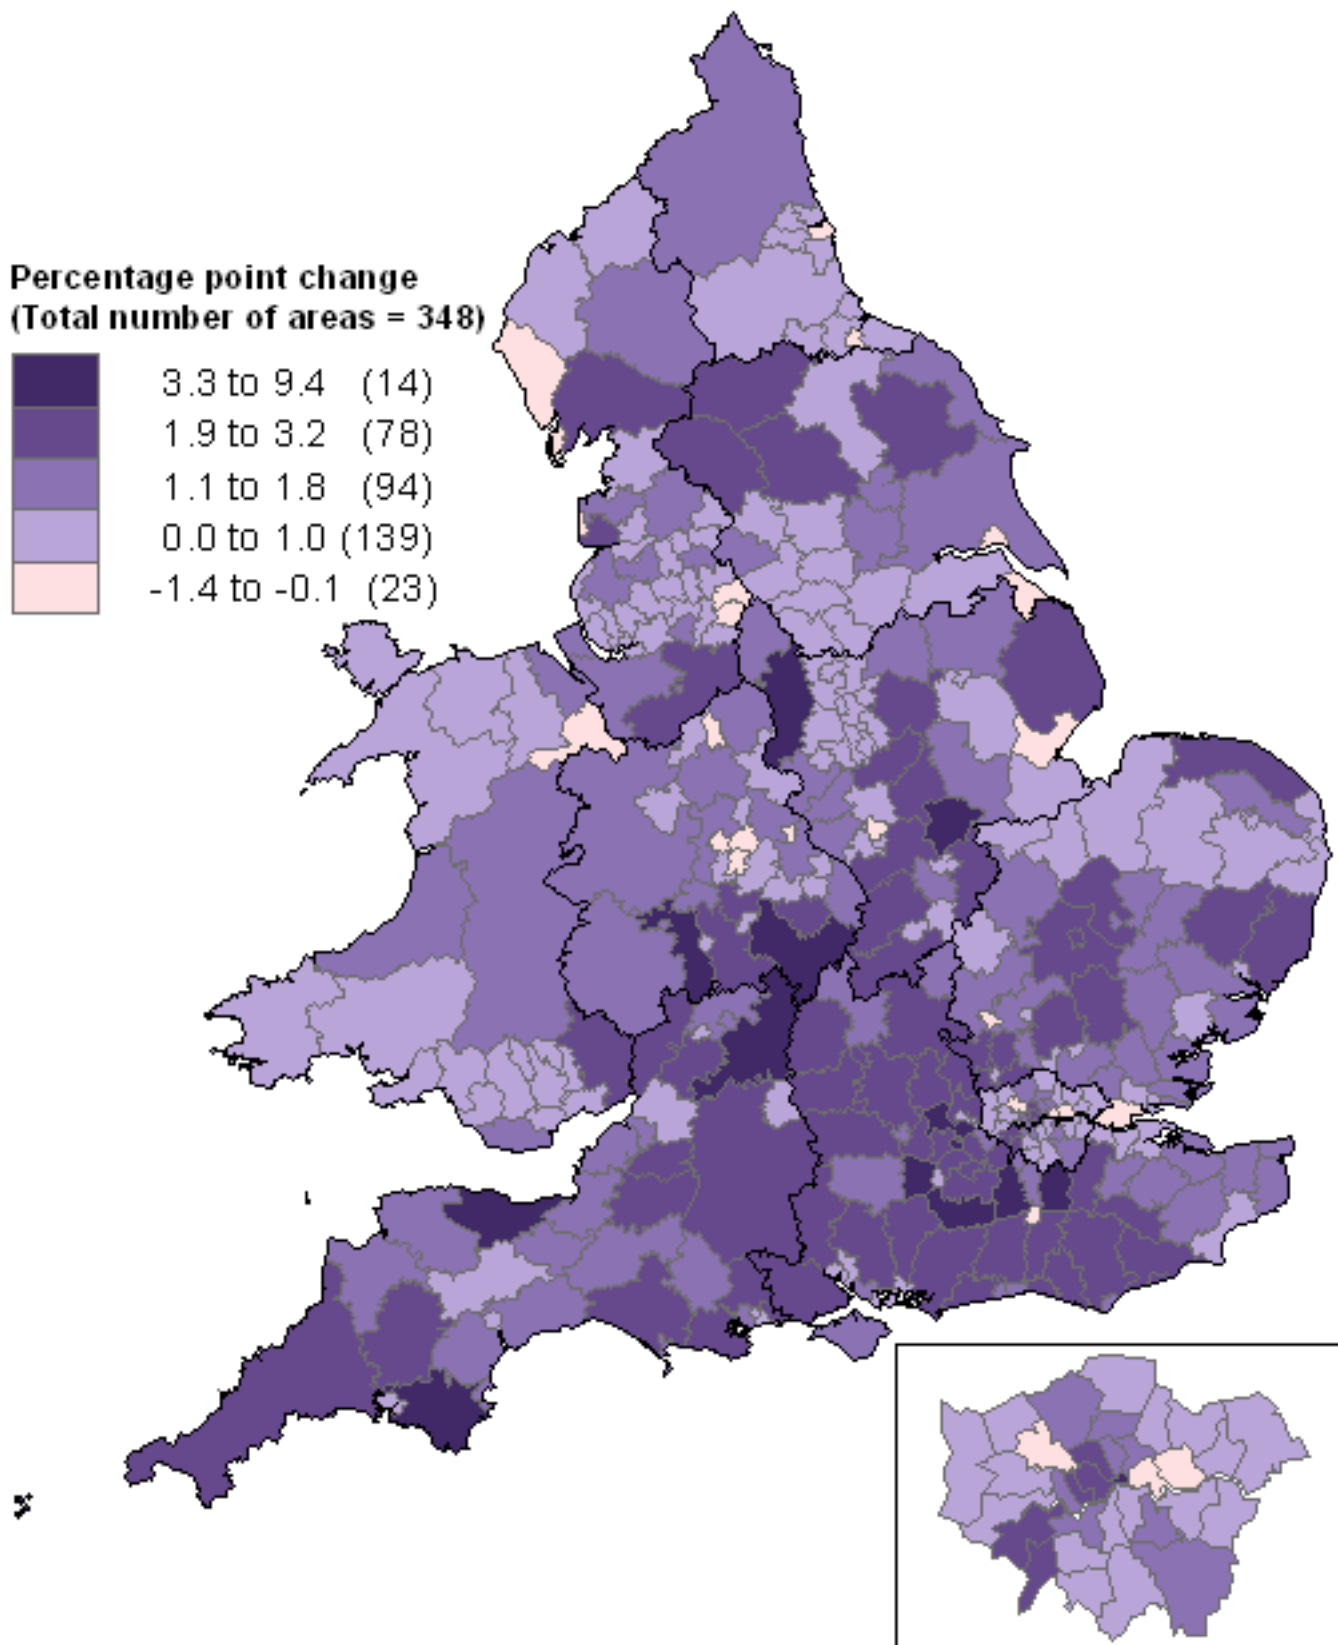 Percentage point change
(Total number of areas = 348)
3.3 to 9.4 (14)
1.9 to 3.2 (78)
1.1 to 1.8 (94)
0.0 to 1.0 (139)
-1.4 to -0.1 (23)